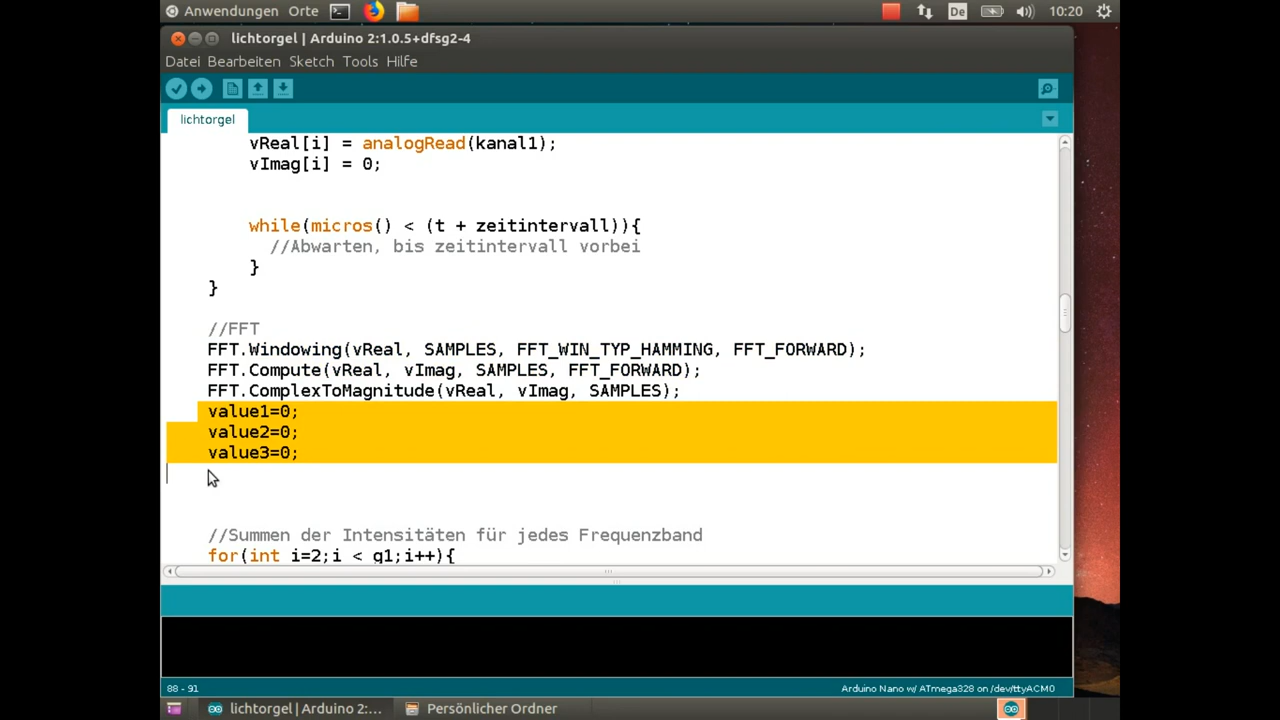 Anwendungen Orte De 10:20
lichtorgel | Arduino 2:1.0.5+dfsg2-4
Datei Bearbeiten Sketch Tools Hilfe
lichtorgel
vReal[i] = analogRead(kanal1);
vImag[i] = 0;
while(micros() < (t + zeitintervall)){
//Abwarten, bis zeitintervall vorbei
}
}
//FFT
FFT.Windowing(vReal, SAMPLES, FFT_WIN_TYP_HAMMING, FFT_FORWARD);
FFT.Compute(vReal, vImag, SAMPLES, FFT_FORWARD);
FFT.ComplexToMagnitude(vReal, vImag, SAMPLES);
value1=0;
value2=0;
value3=0;
//Summen der Intensitäten für jedes Frequenzband
for(int i=2;i < g1;i++){
88 - 91 Arduino Nano w/ ATmega328 on /dev/ttyACM0
lichtorgel | Arduino 2:... Persönlicher Ordner